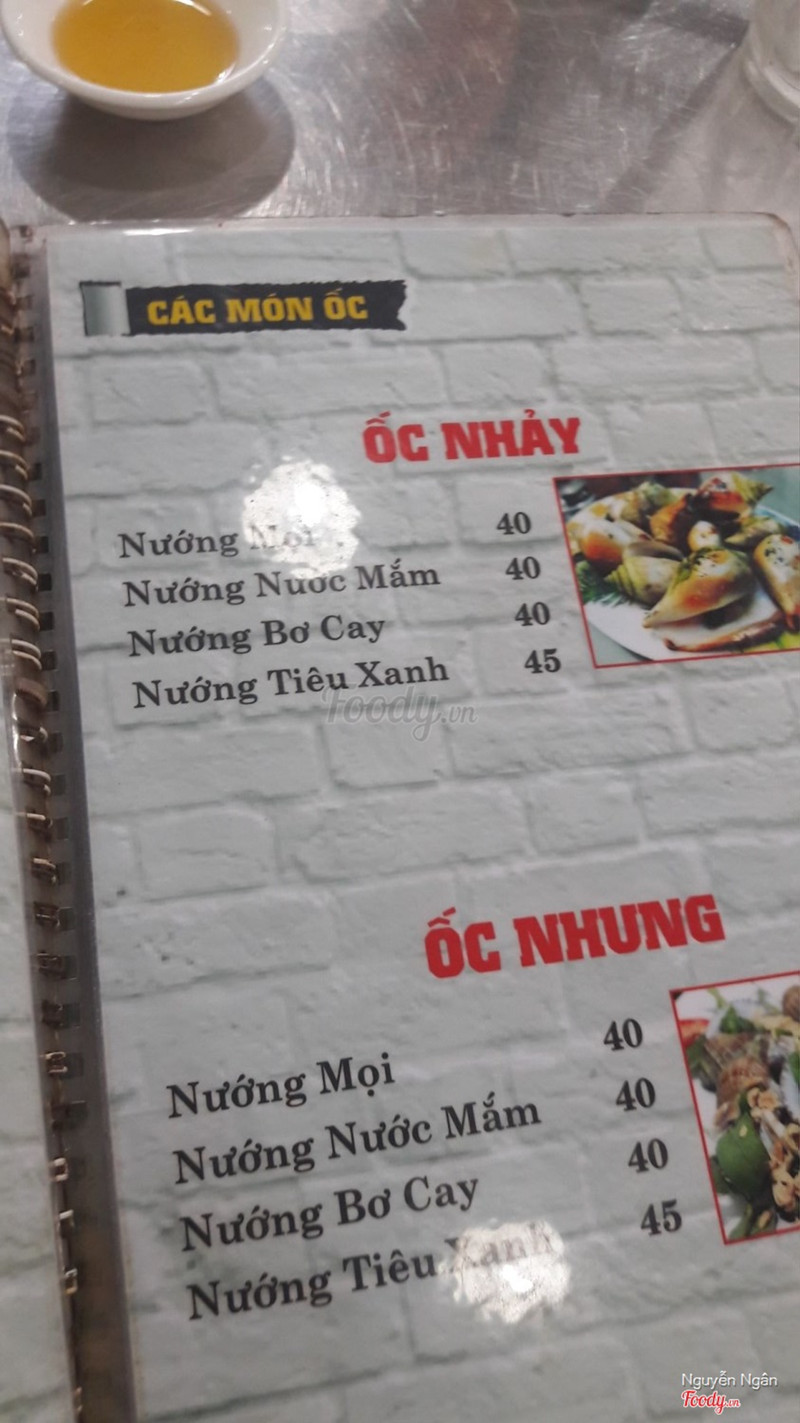 CÁC MÓN ỐC
ỐC NHẢY
Nướng Mọi 40
Nướng Nước Mắm 40
Nướng Bơ Cay 40
Nướng Tiêu Xanh 45
Foody.vn
ỐC NHUNG
Nướng Mọi 40
Nướng Nước Mắm 40
Nướng Bơ Cay 40
Nướng Tiêu Xanh 45
Nguyễn Ngân
Foody.vn